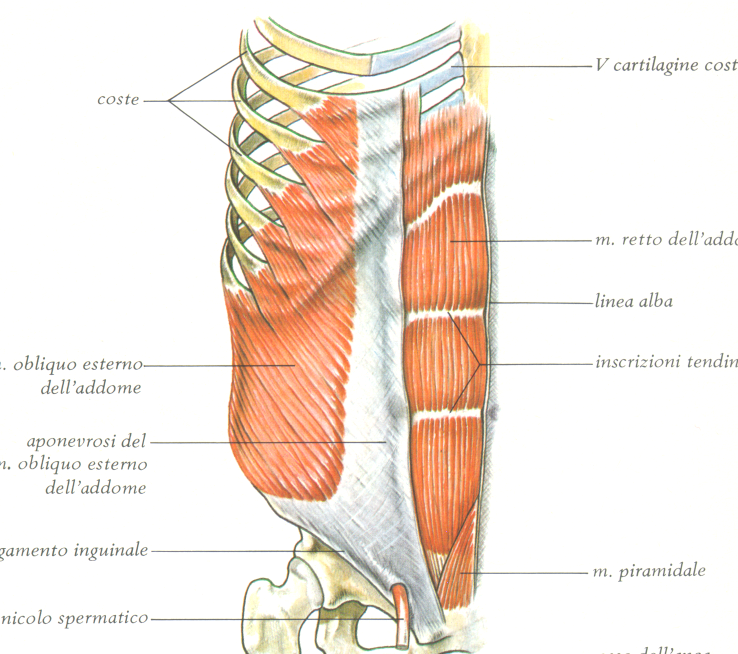 V cartilagine cost
coste
m. retto dell'addo
linea alba
. obliquo esterno
dell'addome
inscrizioni tendin
aponevrosi del
m. obliquo esterno
dell'addome
gamento inguinale
m. piramidale
nicolo spermatico